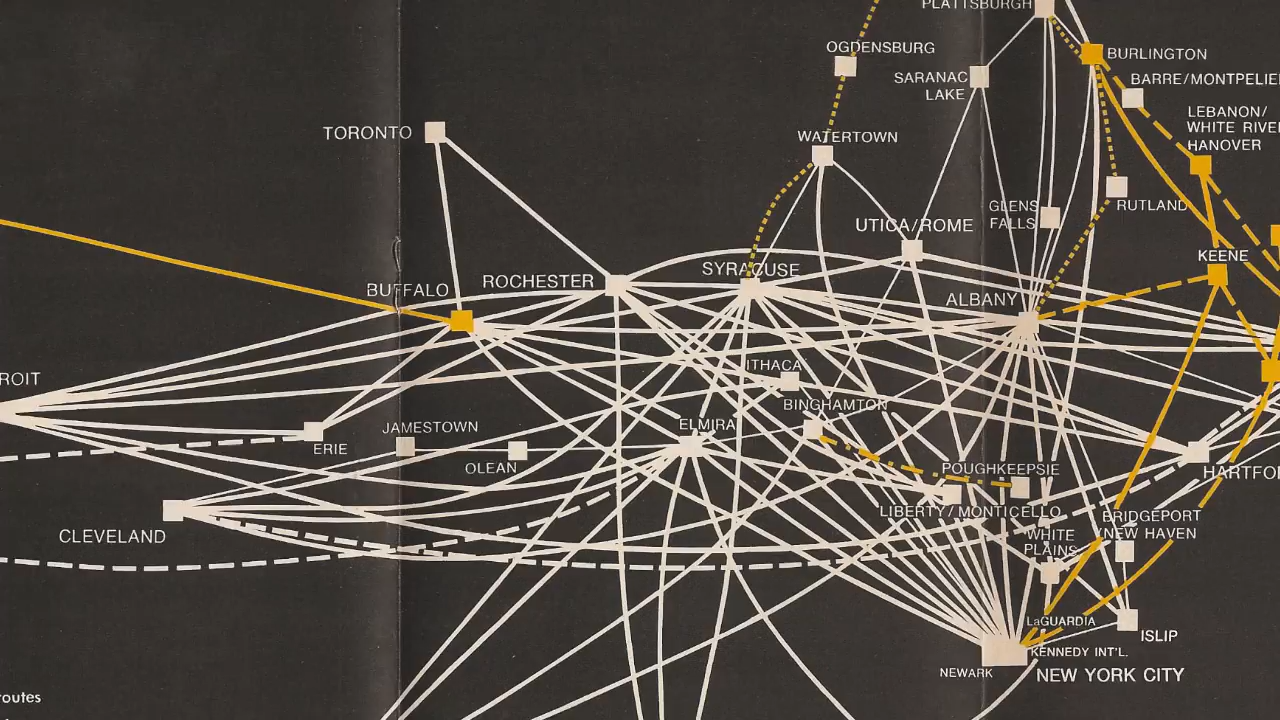 PLATTSBURGH
OGDENSBURG
BURLINGTON
SARANAC
LAKE
BARRE/MONTPELIE
LEBANON/
WHITE RIVE
HANOVER
TORONTO
WATERTOWN
RUTLAND
GLENS
FALLS
UTICA/ROME
KEENE
SYRACUSE
ROCHESTER
BUFFALO
ALBANY
ITHACA
ROIT
BINGHAMTON
JAMESTOWN
ELMIRA
ERIE
OLEAN
POUGHKEEPSIE
HARTFO
LIBERTY/MONTICELLO
BRIDGEPORT
/NEW HAVEN
CLEVELAND
WHITE
PLAINS
LaGUARDIA
ISLIP
KENNEDY INT'L.
NEWARK
NEW YORK CITY
routes